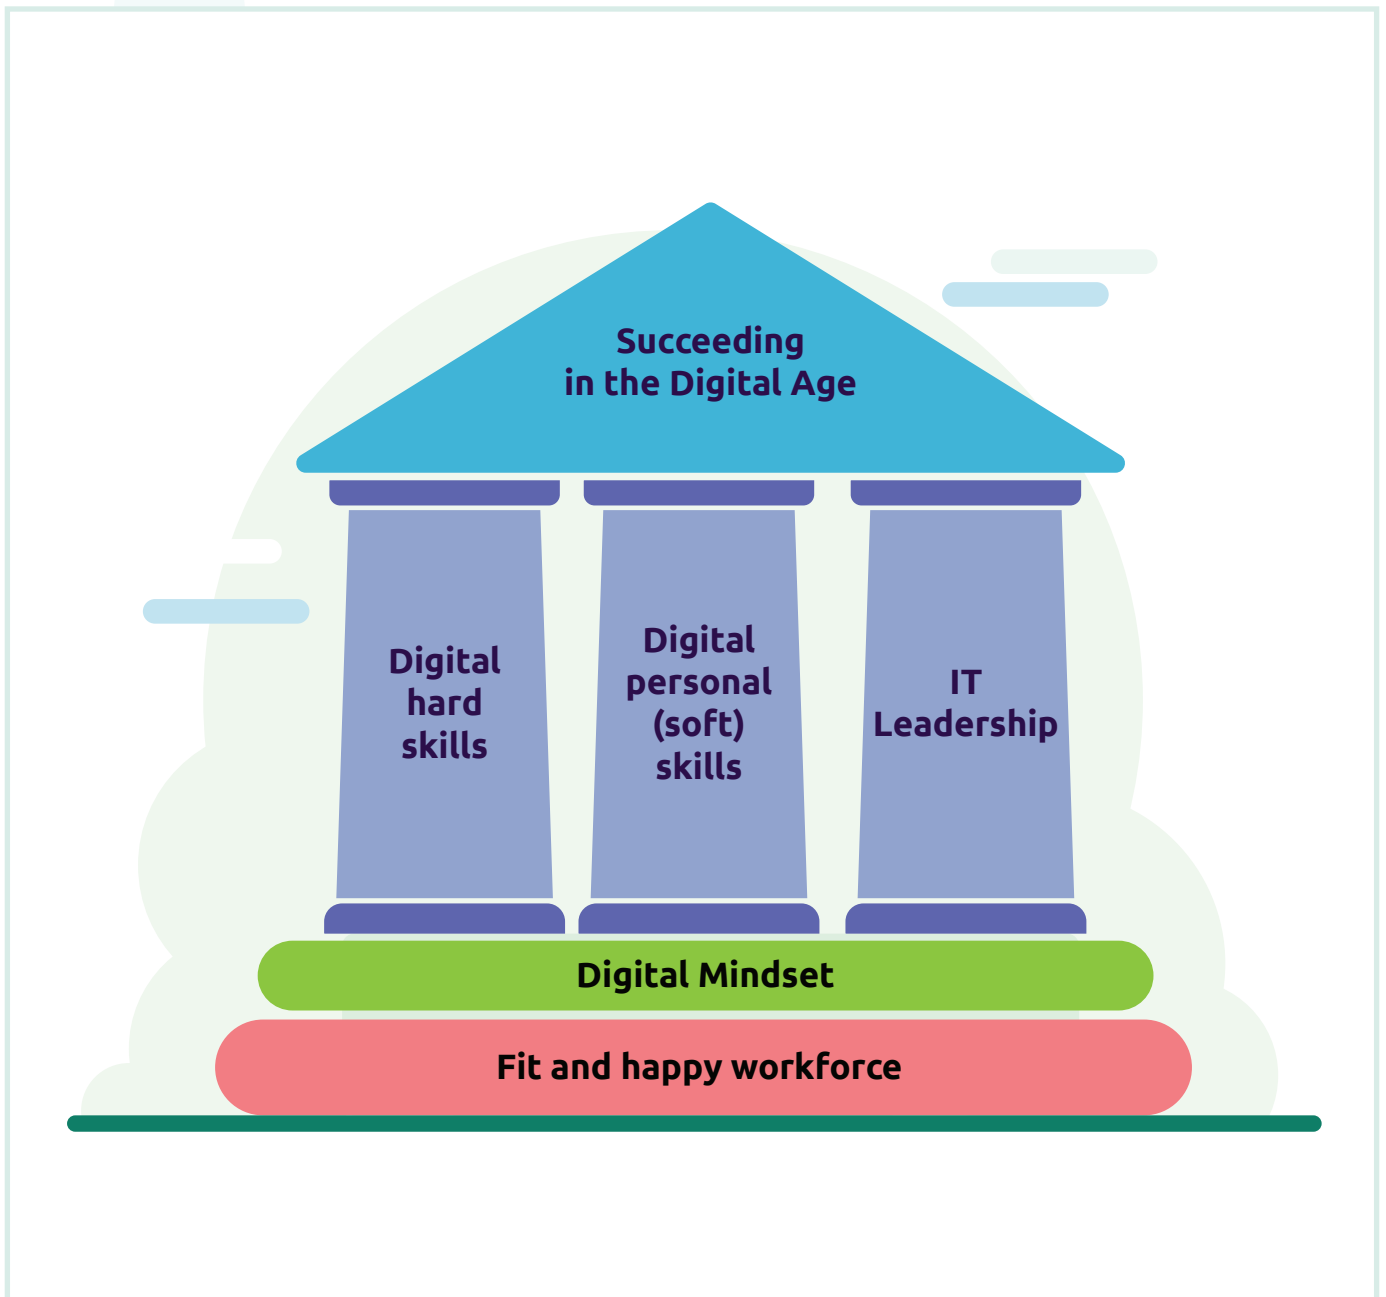 Succeeding
in the Digital Age
Digital
hard
skills
Digital
personal
(soft)
skills
IT
Leadership
Digital Mindset
Fit and happy workforce